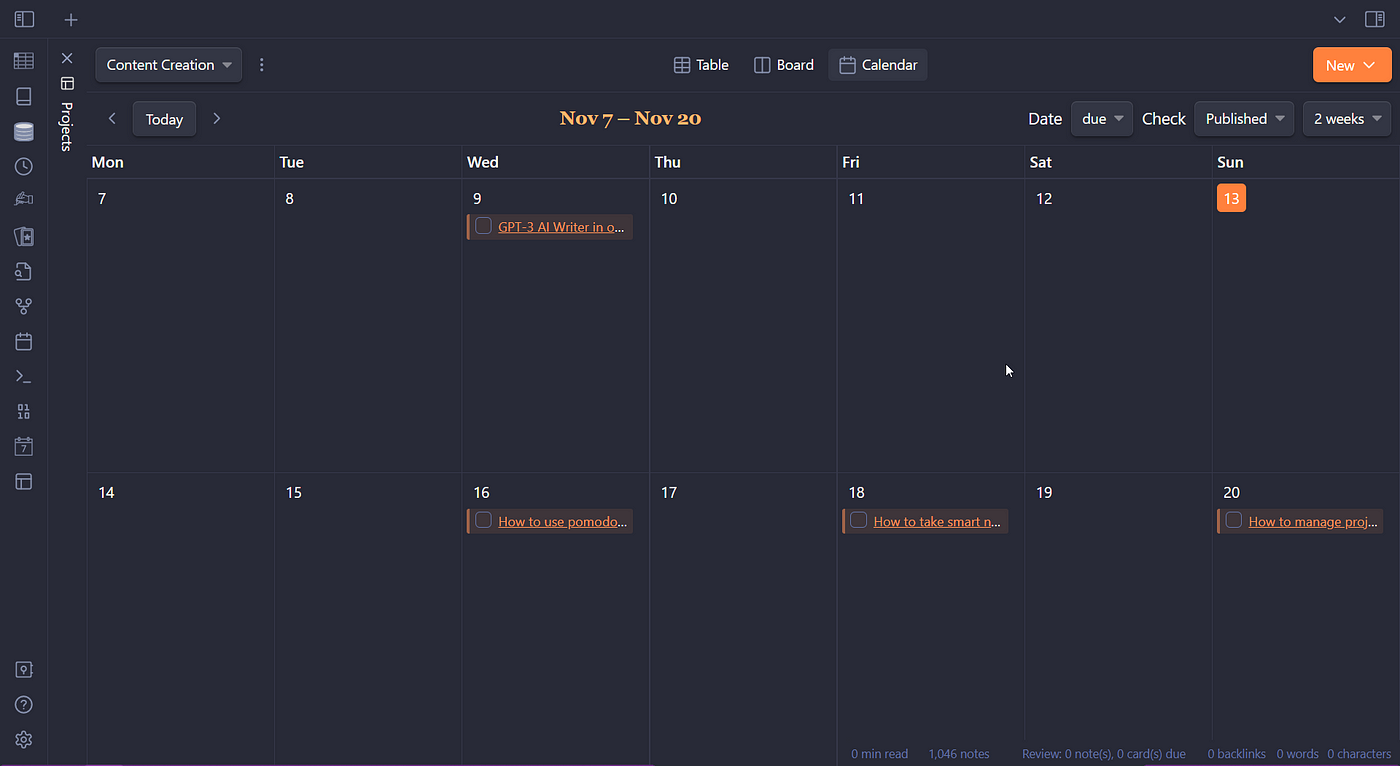 Content Creation
Table
Board
Calendar
New
Projects
Today
Nov 7 – Nov 20
Date
due
Check
Published
2 weeks
Mon Tue Wed Thu Fri Sat Sun
7 8 9 10 11 12 13
GPT-3 AI Writer in o...
14 15 16 17 18 19 20
How to use pomodo... How to take smart n... How to manage proj...
01
10
7
0 min read 1,046 notes Review: 0 note(s), 0 card(s) due 0 backlinks 0 words 0 characters